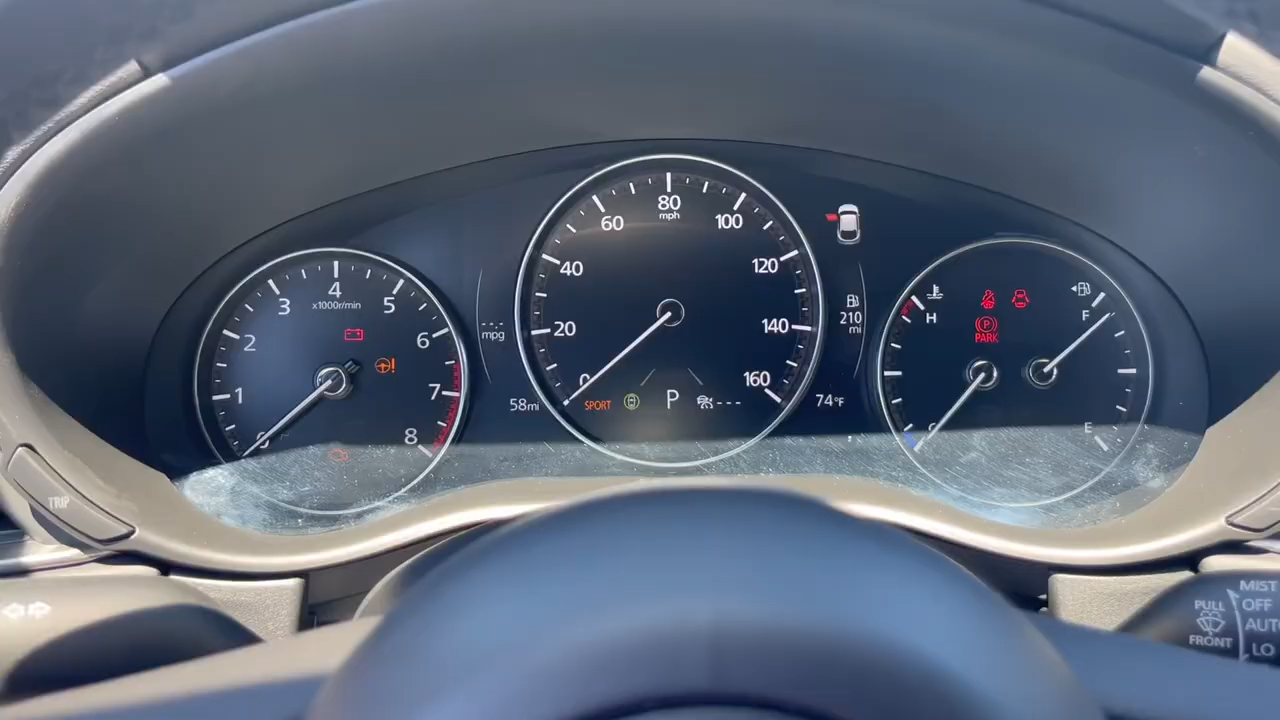 0
1
2
3
4
5
6
7
8
x1000r/min
---
mpg
58mi
0
20
40
60
80
mph
100
120
140
160
SPORT
P
---
210
mi
74°F
H
C
PARK
F
E
TRIP
MIST
OFF
AUTO
LO
PULL
FRONT